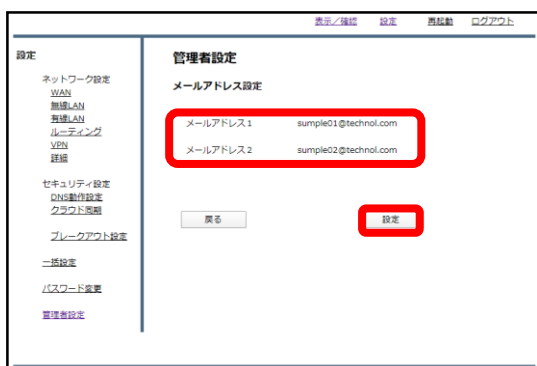 表示／確認 設定 再起動 ログアウト
設定
ネットワーク設定
WAN
無線LAN
有線LAN
ルーティング
VPN
詳細
セキュリティ設定
DNS動作設定
クラウド同期
ブレークアウト設定
一括設定
パスワード変更
管理者設定
管理者設定
メールアドレス設定
メールアドレス1 sumple01@technol.com
メールアドレス2 sumple02@technol.com
戻る 設定